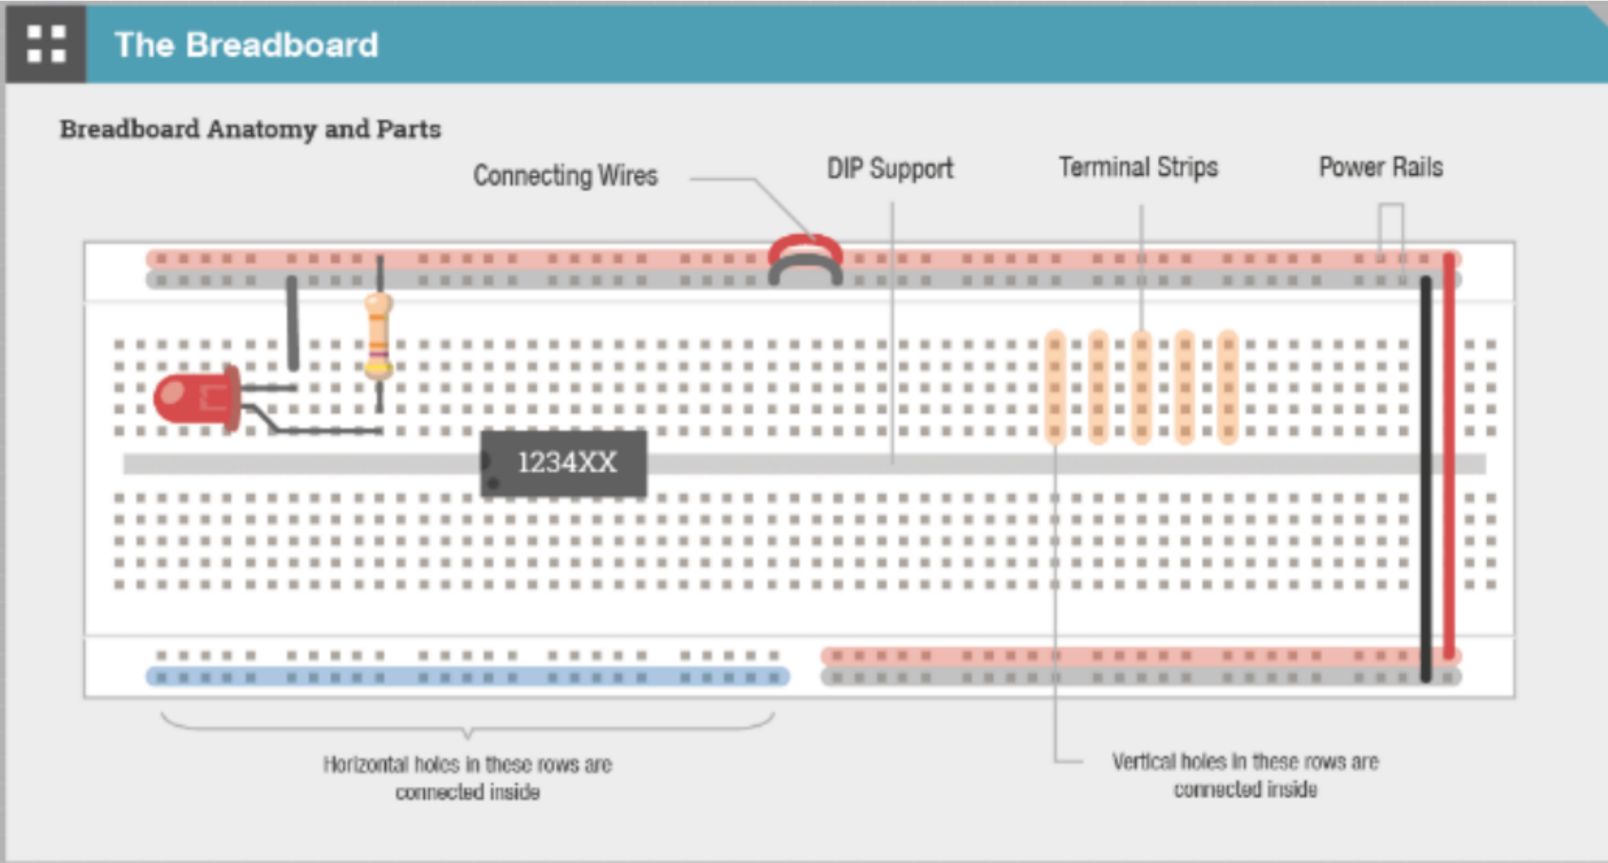 The Breadboard
Breadboard Anatomy and Parts
Connecting Wires
DIP Support
Terminal Strips
Power Rails
1234XX
Horizontal holes in these rows are
connected inside
Vertical holes in these rows are
connected inside